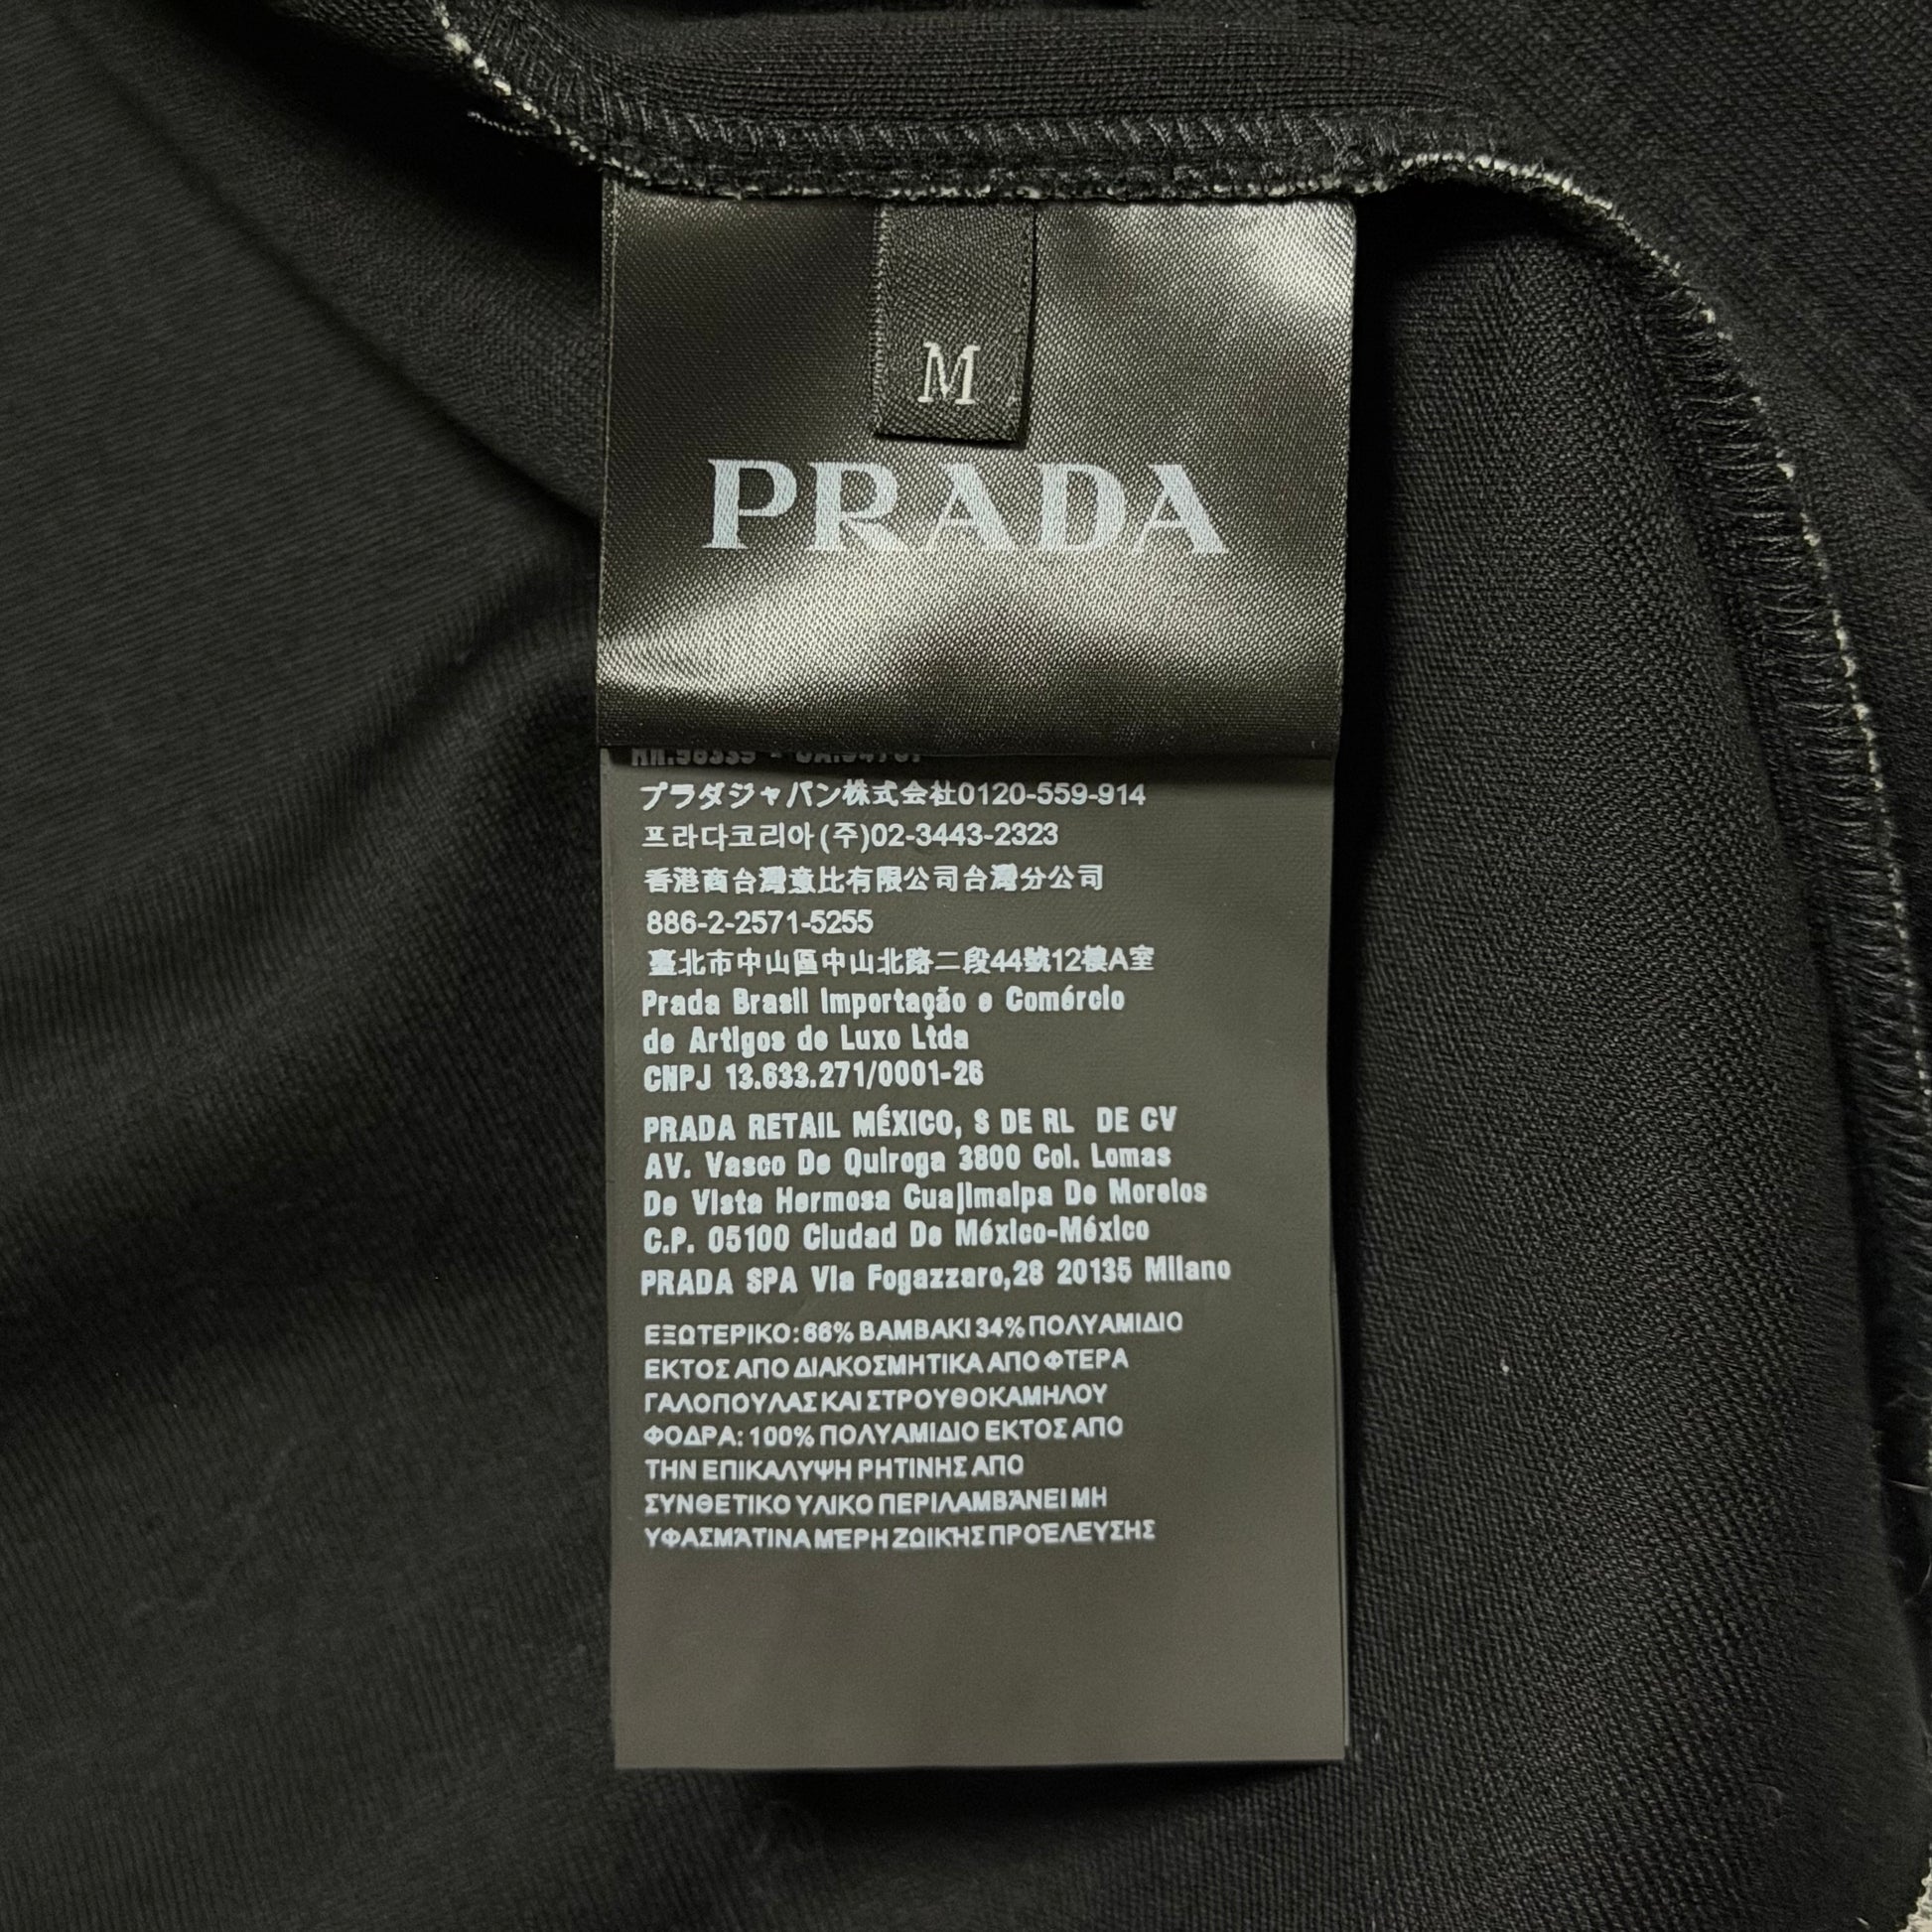 M
PRADA
プラダジャパン株式会社0120-559-914
프라다코리아(주)02-3443-2323
香港商台灣意比有限公司台灣分公司
886-2-2571-5255
臺北市中山區中山北路二段44號12樓A室
Prada Brasil Importação e Comércio
de Artigos de Luxo Ltda
CNPJ 13.633.271/0001-26
PRADA RETAIL MÉXICO, S DE RL DE CV
AV. Vasco De Quiroga 3800 Col. Lomas
De Vista Hermosa Cuajimalpa De Morelos
C.P. 05100 Ciudad De México-México
PRADA SPA Via Fogazzaro,28 20135 Milano
ΕΞΩΤΕΡΙΚΟ: 66% ΒΑΜΒΑΚΙ 34% ΠΟΛΥΑΜΙΔΙΟ
ΕΚΤΟΣ ΑΠΟ ΔΙΑΚΟΣΜΗΤΙΚΑ ΑΠΟ ΦΤΕΡΑ
ΓΑΛΟΠΟΥΛΑΣ ΚΑΙ ΣΤΡΟΥΘΟΚΑΜΗΛΟΥ
ΦΟΔΡΑ: 100% ΠΟΛΥΑΜΙΔΙΟ ΕΚΤΟΣ ΑΠΟ
ΤΗΝ ΕΠΙΚΑΛΥΨΗ ΡΗΤΙΝΗΣ ΑΠΟ
ΣΥΝΘΕΤΙΚΟ ΥΛΙΚΟ ΠΕΡΙΛΑΜΒΆΝΕΙ ΜΗ
ΥΦΑΣΜΆΤΙΝΑ ΜΈΡΗ ΖΩΙΚΉΣ ΠΡΟΈΛΕΥΣΗΣ